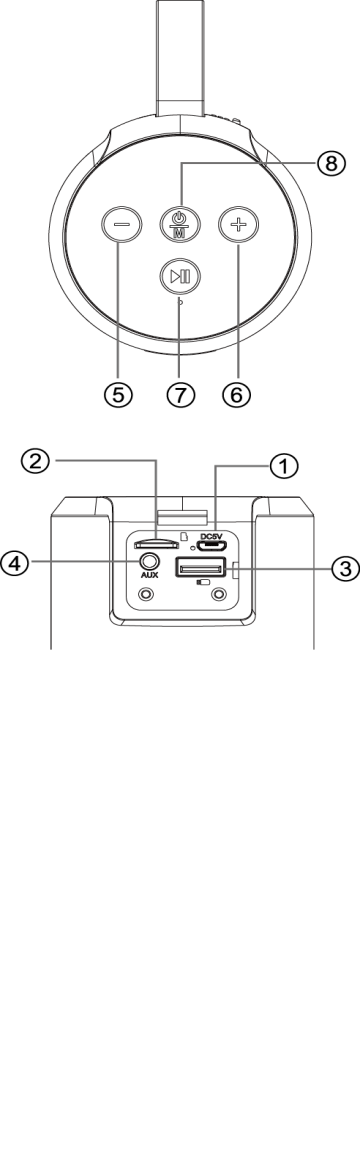 ⑧
M
⑤ ⑦ ⑥
② ①
④ DC5V
AUX ③